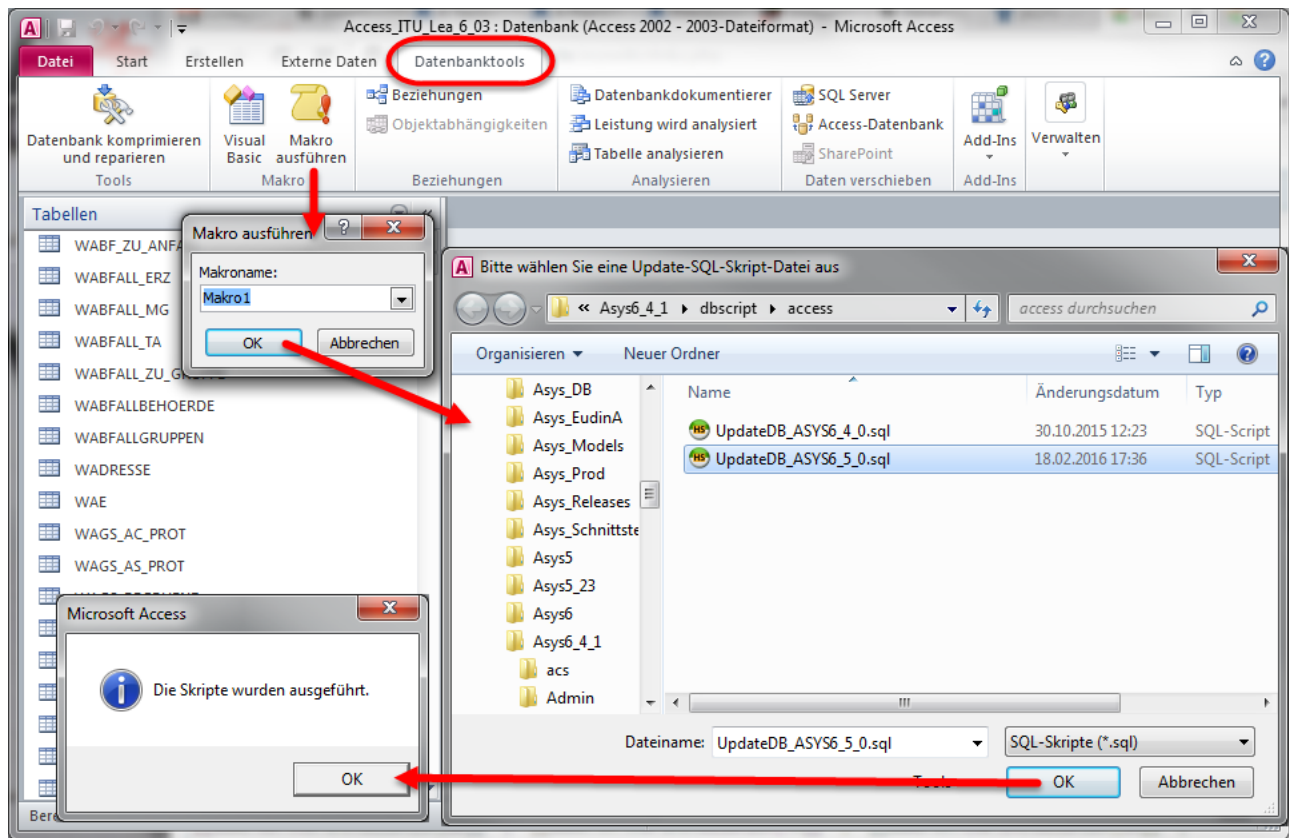 Access_ITU_Lea_6_03 : Datenbank (Access 2002 - 2003-Dateiformat) - Microsoft Access
Datei Start Erstellen Externe Daten Datenbanktools
Datenbank komprimieren
und reparieren
Tools
Visual
Basic
Makro
ausführen
Makro
Beziehungen
Objektabhängigkeiten
Beziehungen
Datenbankdokumentierer
Leistung wird analysiert
Tabelle analysieren
Analysieren
SQL Server
Access-Datenbank
SharePoint
Daten verschieben
Add-Ins
Add-Ins
Verwalten
Tabellen
WABF_ZU_ANFA
WABFALL_ERZ
WABFALL_MG
WABFALL_TA
WABFALL_ZU_GRUPPE
WABFALLBEHOERDE
WABFALLGRUPPEN
WADRESSE
WAE
WAGS_AC_PROT
WAGS_AS_PROT
Bere
Makro ausführen
Makroname:
Makro1
OK Abbrechen
Bitte wählen Sie eine Update-SQL-Skript-Datei aus
« Asys6_4_1 dbscript access
access durchsuchen
Organisieren Neuer Ordner
Asys_DB
Asys_EudinA
Asys_Models
Asys_Prod
Asys_Releases
Asys_Schnittste
Asys5
Asys5_23
Asys6
Asys6_4_1
acs
Admin
Name Änderungsdatum Typ
UpdateDB_ASYS6_4_0.sql 30.10.2015 12:23 SQL-Script
UpdateDB_ASYS6_5_0.sql 18.02.2016 17:36 SQL-Script
Dateiname: UpdateDB_ASYS6_5_0.sql SQL-Skripte (*.sql)
Tools OK Abbrechen
Microsoft Access
Die Skripte wurden ausgeführt.
OK